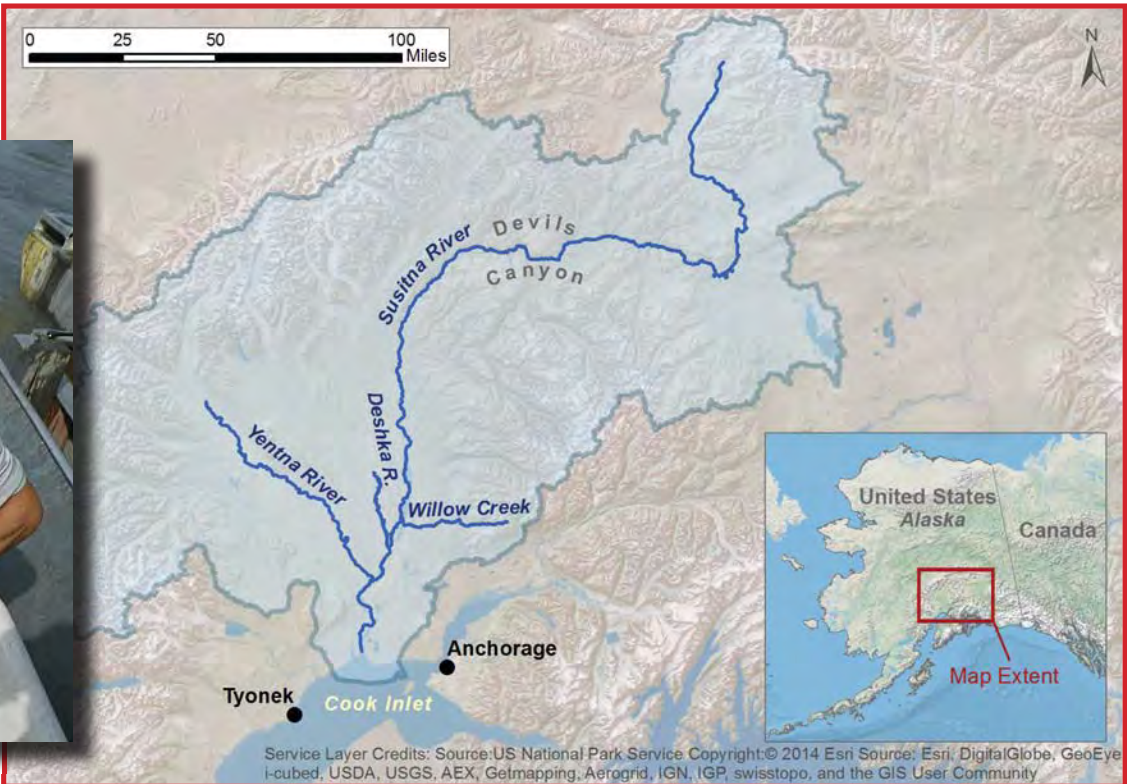 0 25 50 100
Miles
N
Devils
Canyon
Susitna River
Deshka R.
Yentna River
Willow Creek
Anchorage
Tyonek
Cook Inlet
United States
Alaska
Canada
Map Extent
Service Layer Credits: Source:US National Park Service Copyright:© 2014 Esri Source: Esri, DigitalGlobe, GeoEye
i-cubed, USDA, USGS, AEX, Getmapping, Aerogrid, IGN, IGP, swisstopo, and the GIS User Community